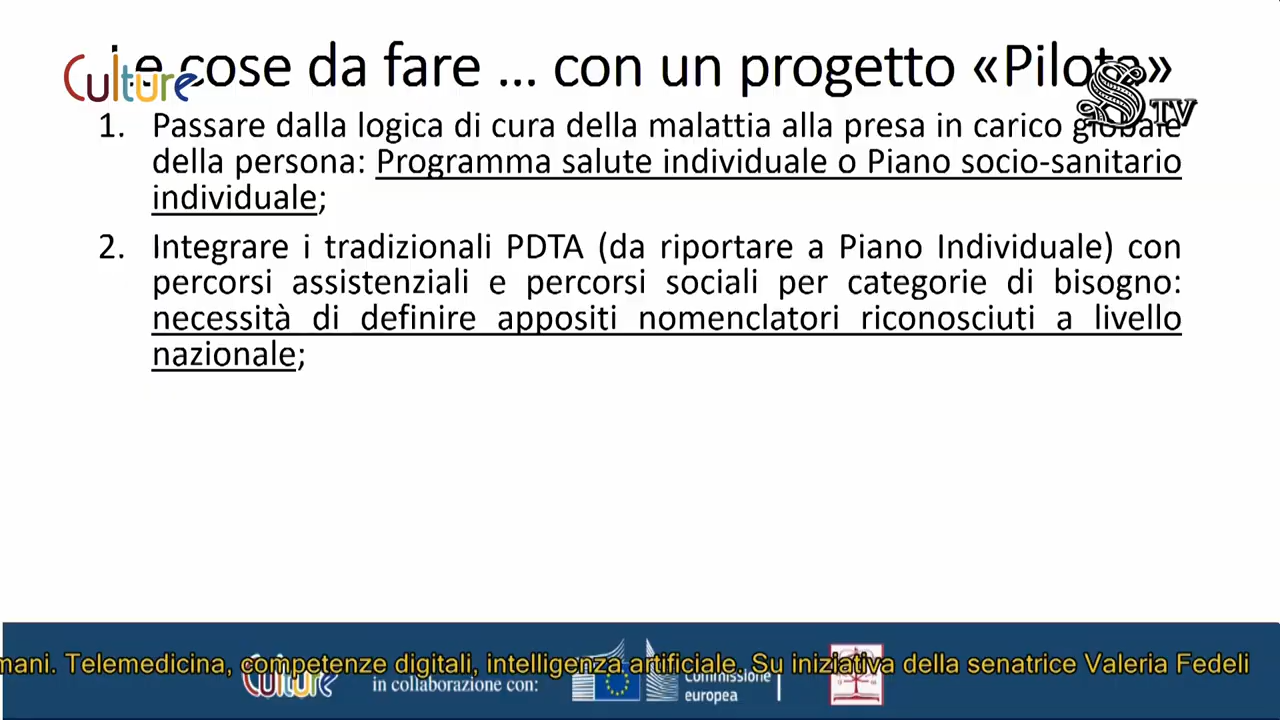 Le cose da fare ... con un progetto «Pilota»
Culture
S TV
1. Passare dalla logica di cura della malattia alla presa in carico globale
della persona: Programma salute individuale o Piano socio-sanitario
individuale;
2. Integrare i tradizionali PDTA (da riportare a Piano Individuale) con
percorsi assistenziali e percorsi sociali per categorie di bisogno:
necessità di definire appositi nomenclatori riconosciuti a livello
nazionale;
mani. Telemedicina, competenze digitali, intelligenza artificiale. Su iniziativa della senatrice Valeria Fedeli
Culture
in collaborazione con:
Commissione
europea